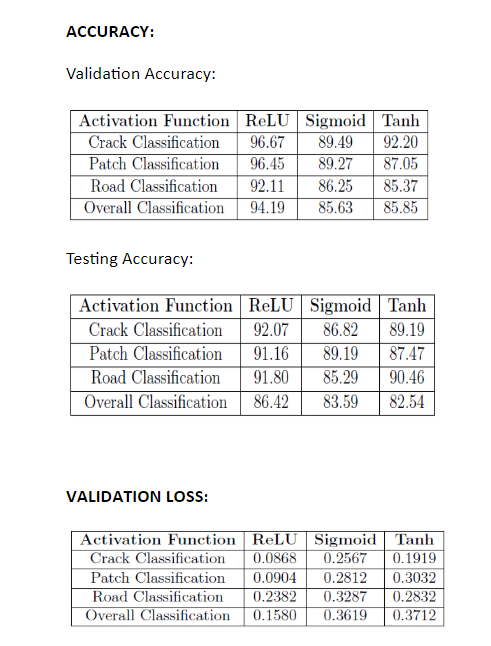 ACCURACY:
Validation Accuracy:
Activation Function ReLU Sigmoid Tanh
Crack Classification 96.67 89.49 92.20
Patch Classification 96.45 89.27 87.05
Road Classification 92.11 86.25 85.37
Overall Classification 94.19 85.63 85.85
Testing Accuracy:
Activation Function ReLU Sigmoid Tanh
Crack Classification 92.07 86.82 89.19
Patch Classification 91.16 89.19 87.47
Road Classification 91.80 85.29 90.46
Overall Classification 86.42 83.59 82.54
VALIDATION LOSS:
Activation Function ReLU Sigmoid Tanh
Crack Classification 0.0868 0.2567 0.1919
Patch Classification 0.0904 0.2812 0.3032
Road Classification 0.2382 0.3287 0.2832
Overall Classification 0.1580 0.3619 0.3712